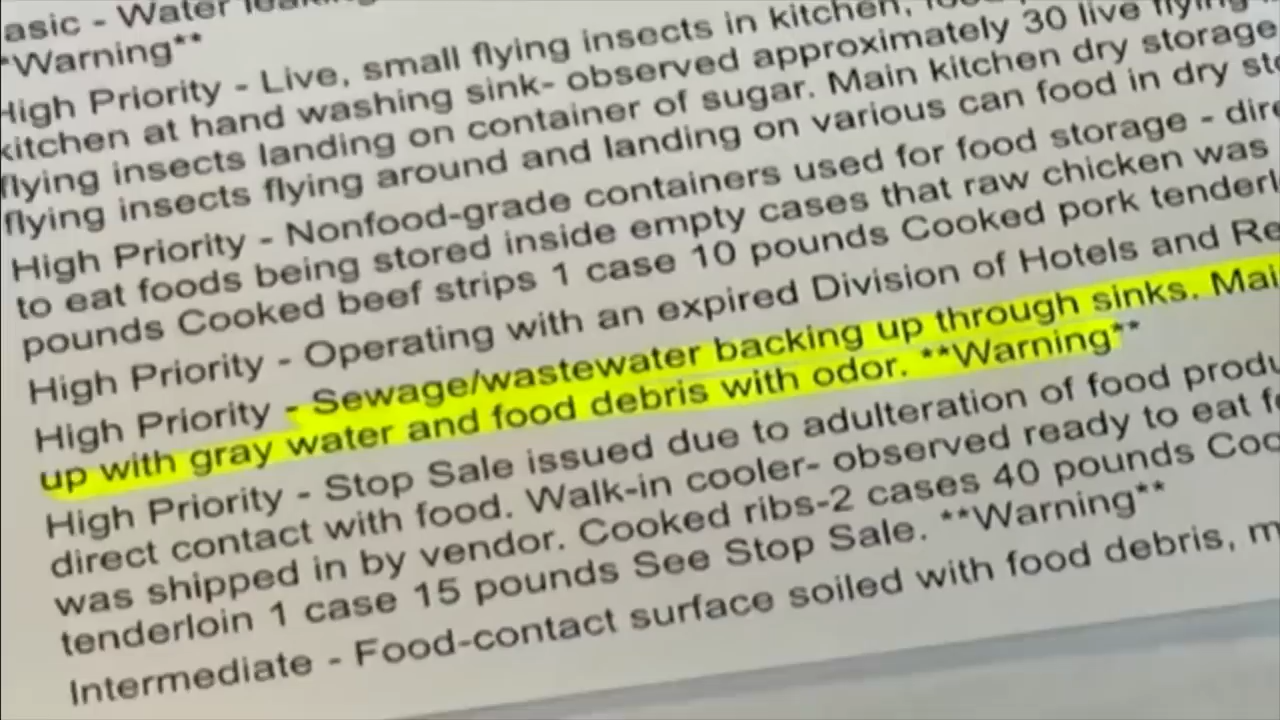 asic - Water leaking
*Warning**
High Priority - Live, small flying insects in kitchen, food
kitchen at hand washing sink- observed approximately 30 live flying
flying insects landing on container of sugar. Main kitchen dry storage
flying insects flying around and landing on various can food in dry sto
High Priority - Nonfood-grade containers used for food storage - dire
to eat foods being stored inside empty cases that raw chicken was
pounds Cooked beef strips 1 case 10 pounds Cooked pork tenderl
High Priority - Operating with an expired Division of Hotels and Re
High Priority - Sewage/wastewater backing up through sinks. Mai
up with gray water and food debris with odor. **Warning**
High Priority - Stop Sale issued due to adulteration of food produ
direct contact with food. Walk-in cooler- observed ready to eat fo
was shipped in by vendor. Cooked ribs-2 cases 40 pounds Coo
tenderloin 1 case 15 pounds See Stop Sale. **Warning**
Intermediate - Food-contact surface soiled with food debris, m